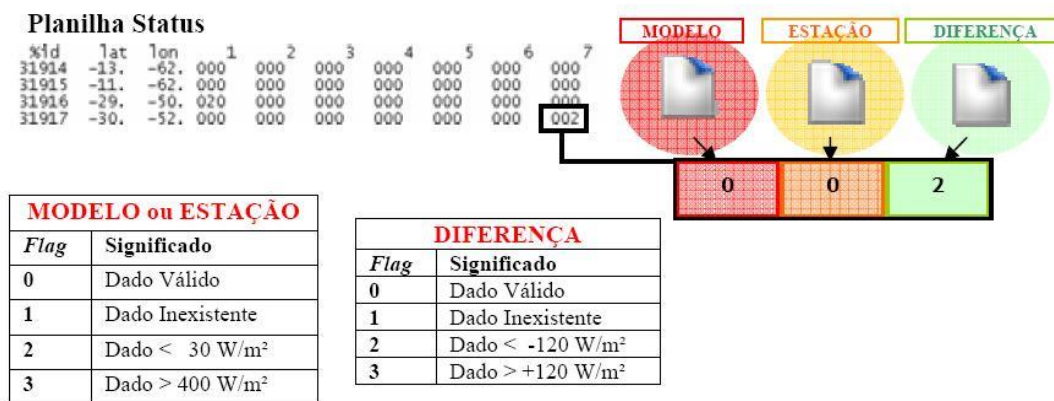 Planilha Status
%id lat lon 1 2 3 4 5 6 7
31914 -13. -62. 000 000 000 000 000 000 000
31915 -11. -62. 000 000 000 000 000 000 000
31916 -29. -50. 020 000 000 000 000 000 000
31917 -30. -52. 000 000 000 000 000 000 002
MODELO ESTAÇÃO DIFERENÇA
0 0 2
MODELO ou ESTAÇÃO
Flag Significado
0 Dado Válido
1 Dado Inexistente
2 Dado < 30 W/m²
3 Dado > 400 W/m²
DIFERENÇA
Flag Significado
0 Dado Válido
1 Dado Inexistente
2 Dado < -120 W/m²
3 Dado > +120 W/m²